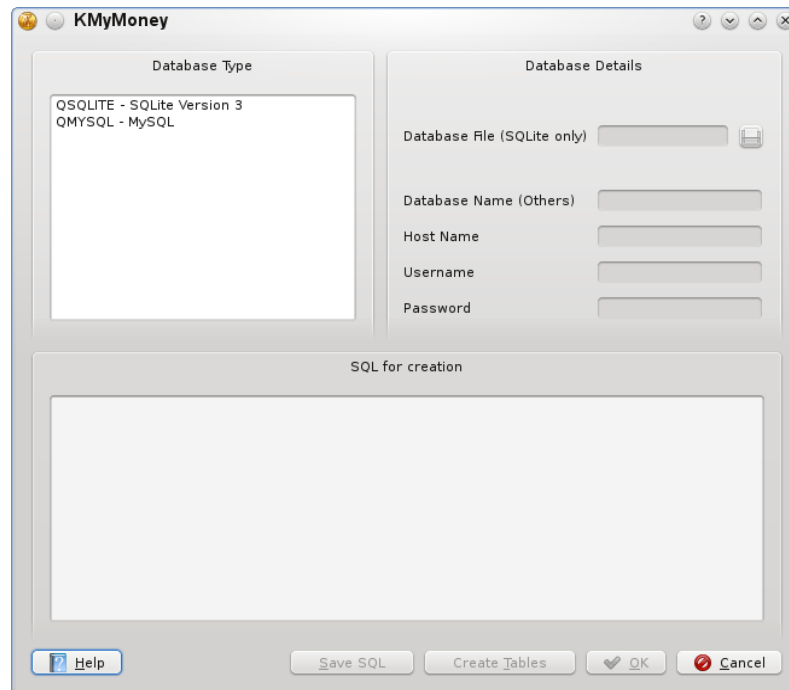 KMyMoney
Database Type
QSQLITE - SQLite Version 3
QMYSQL - MySQL
Database Details
Database File (SQLite only)
Database Name (Others)
Host Name
Username
Password
SQL for creation
Help
Save SQL
Create Tables
OK
Cancel